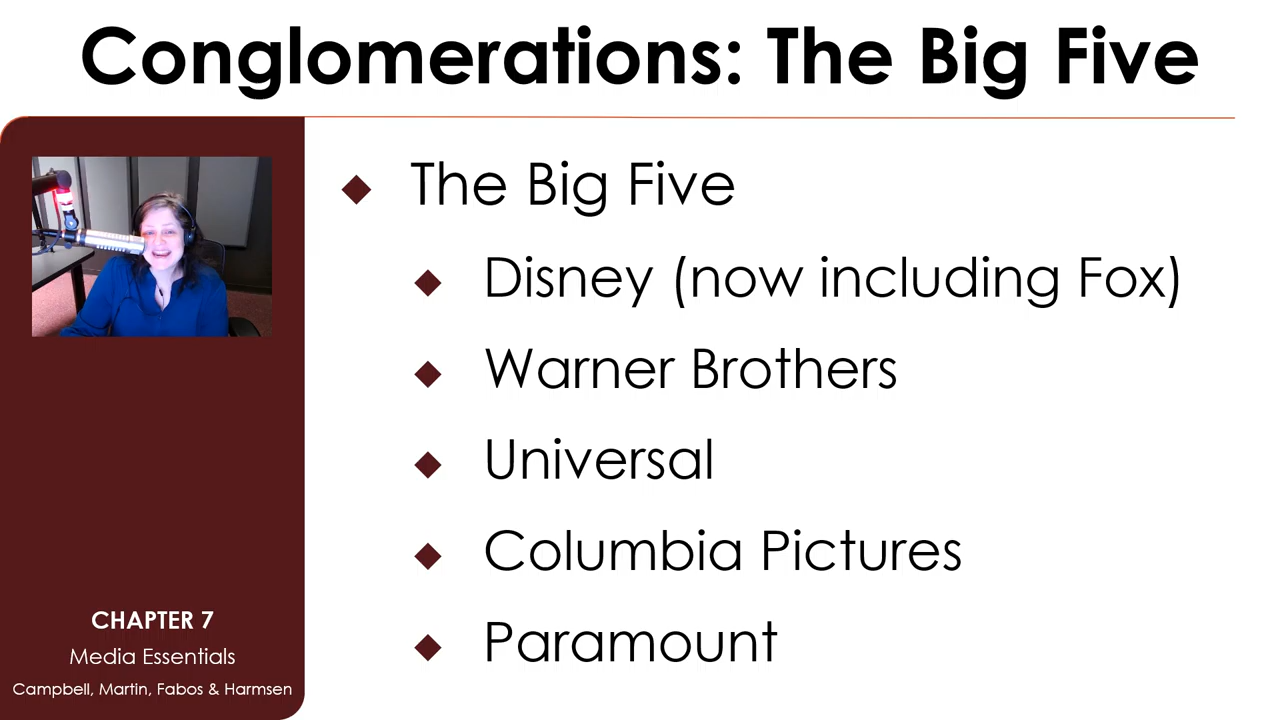 Conglomerations: The Big Five
The Big Five
Disney (now including Fox)
Warner Brothers
Universal
Columbia Pictures
Paramount
CHAPTER 7
Media Essentials
Campbell, Martin, Fabos & Harmsen